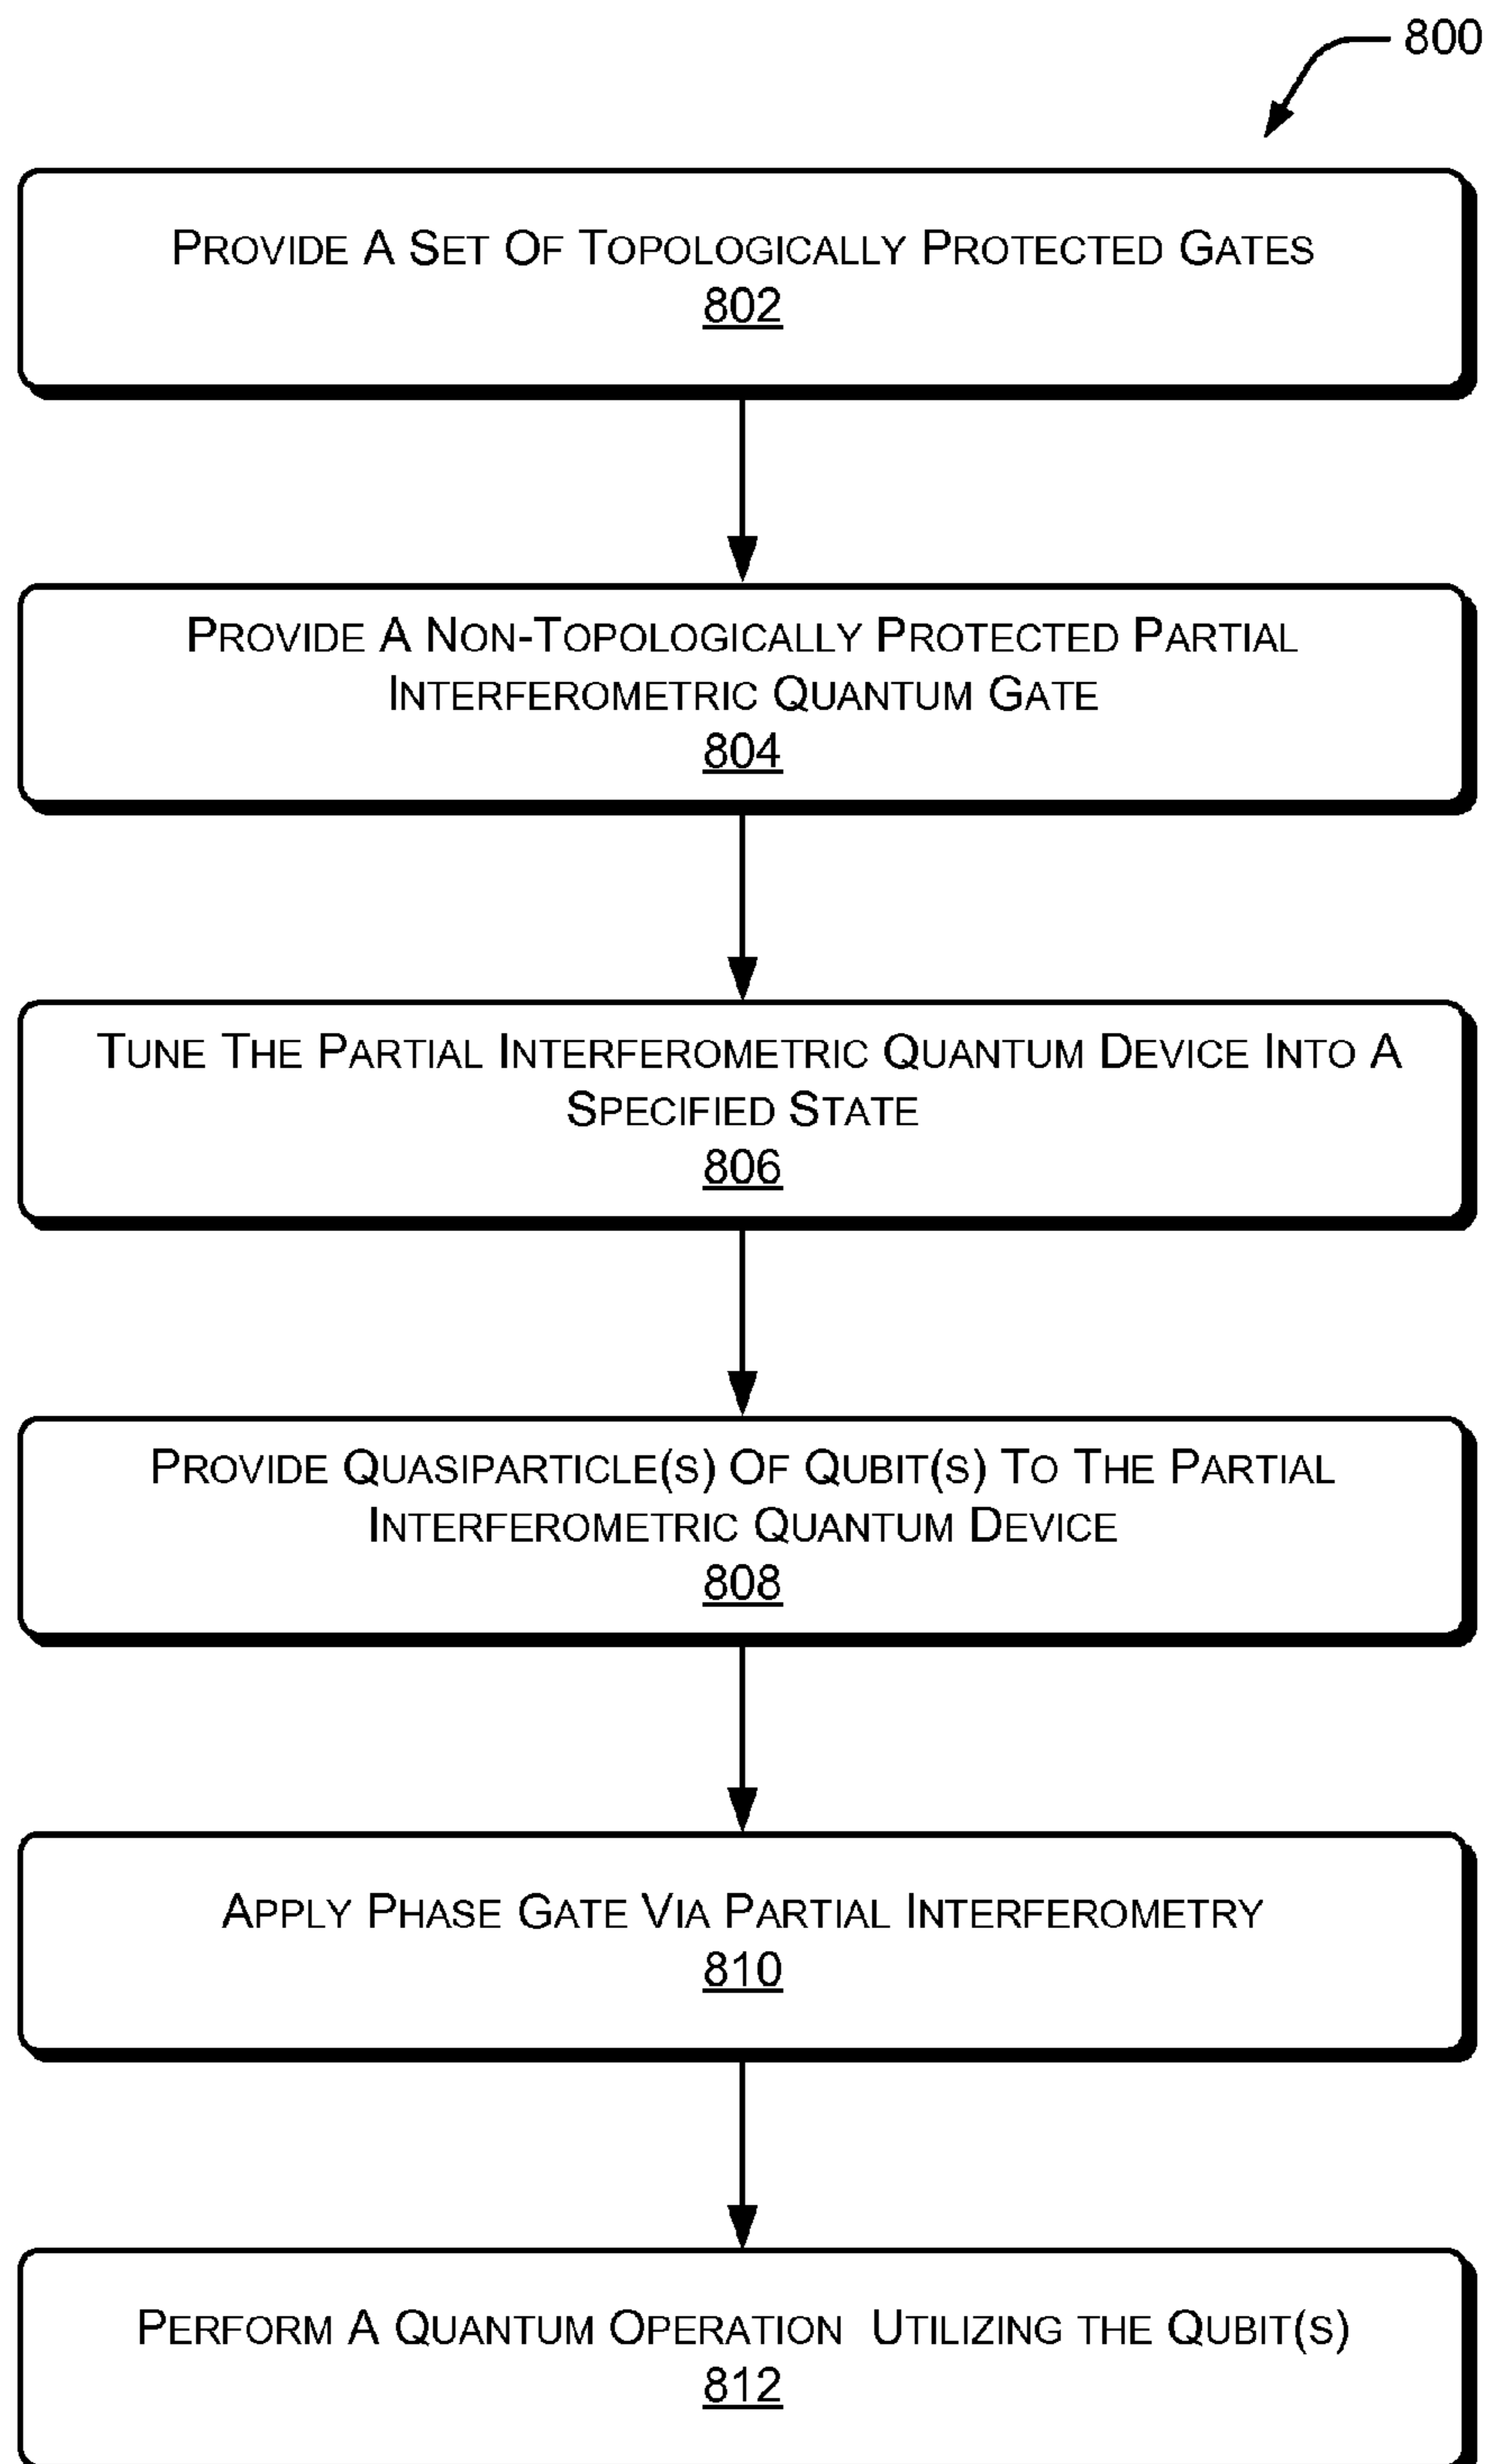 800
PROVIDE A SET OF TOPOLOGICALLY PROTECTED GATES
802
PROVIDE A NON-TOPOLOGICALLY PROTECTED PARTIAL
INTERFEROMETRIC QUANTUM GATE
804
TUNE THE PARTIAL INTERFEROMETRIC QUANTUM DEVICE INTO A
SPECIFIED STATE
806
PROVIDE QUASIPARTICLE(S) OF QUBIT(S) TO THE PARTIAL
INTERFEROMETRIC QUANTUM DEVICE
808
APPLY PHASE GATE VIA PARTIAL INTERFEROMETRY
810
PERFORM A QUANTUM OPERATION UTILIZING THE QUBIT(S)
812